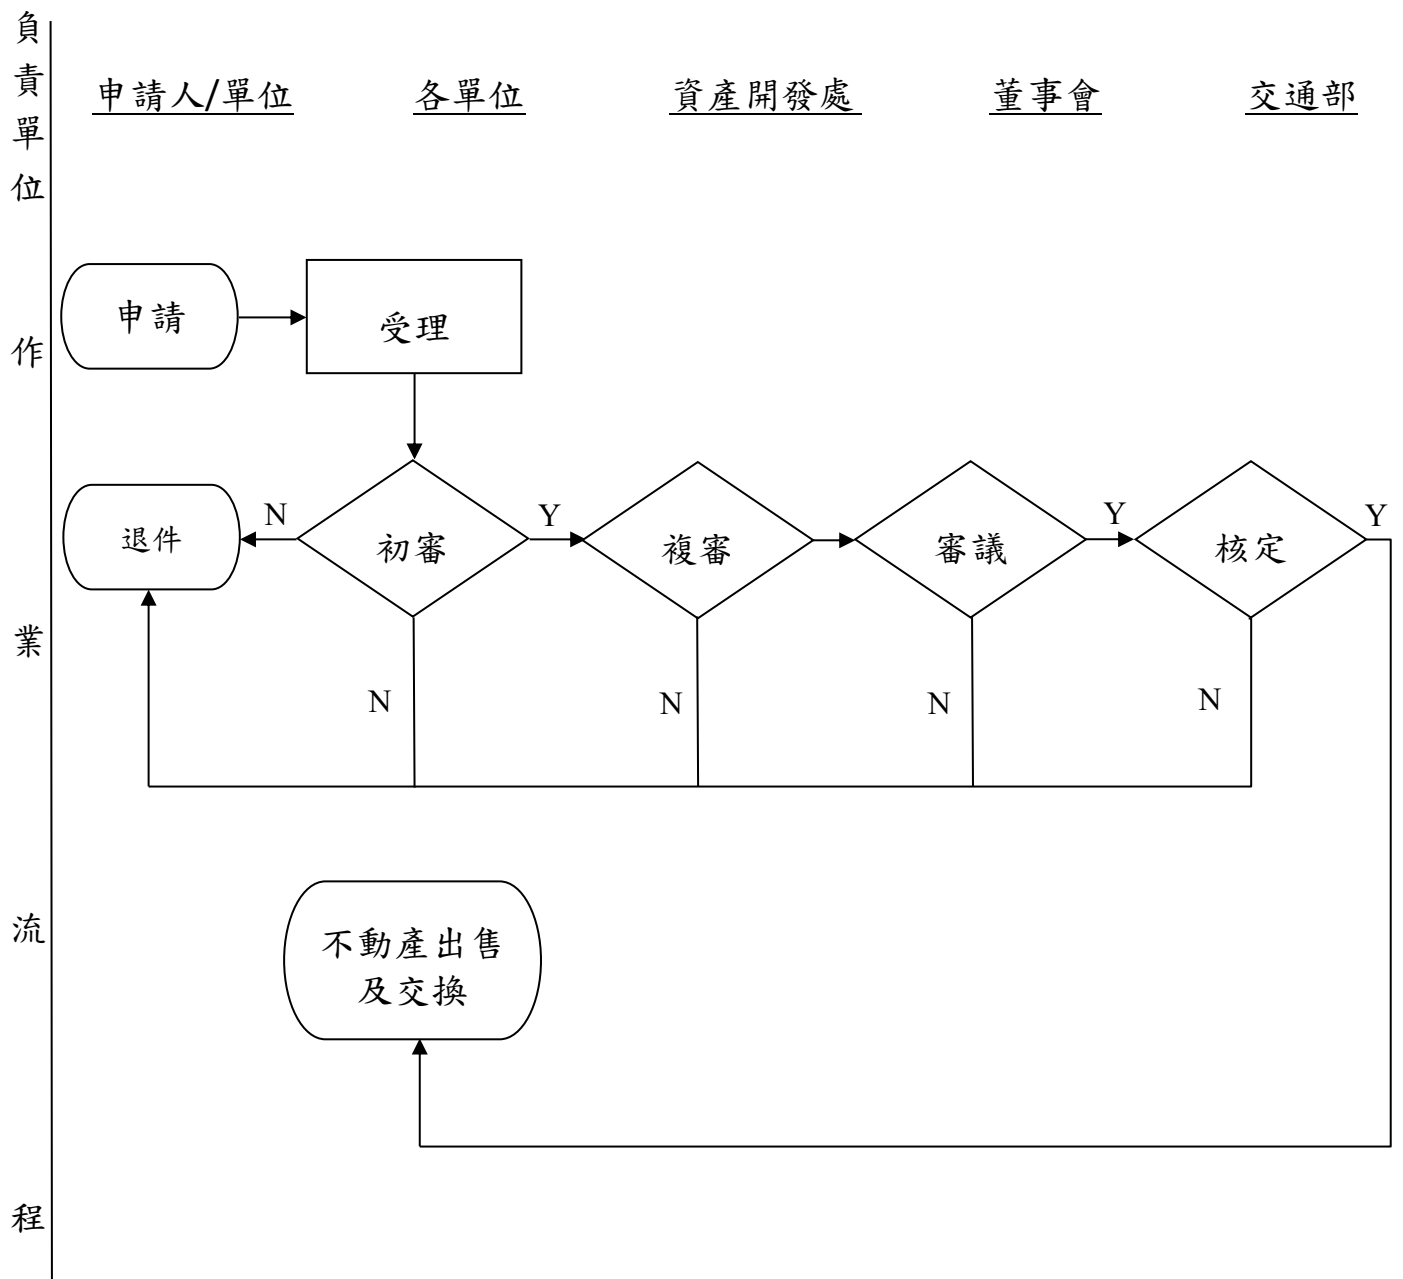 負責單位
申請人/單位
各單位
資產開發處
董事會
交通部
作業流程
申請
受理
退件
N
初審
Y
複審
審議
Y
核定
Y
N
N
N
N
不動產出售
及交換